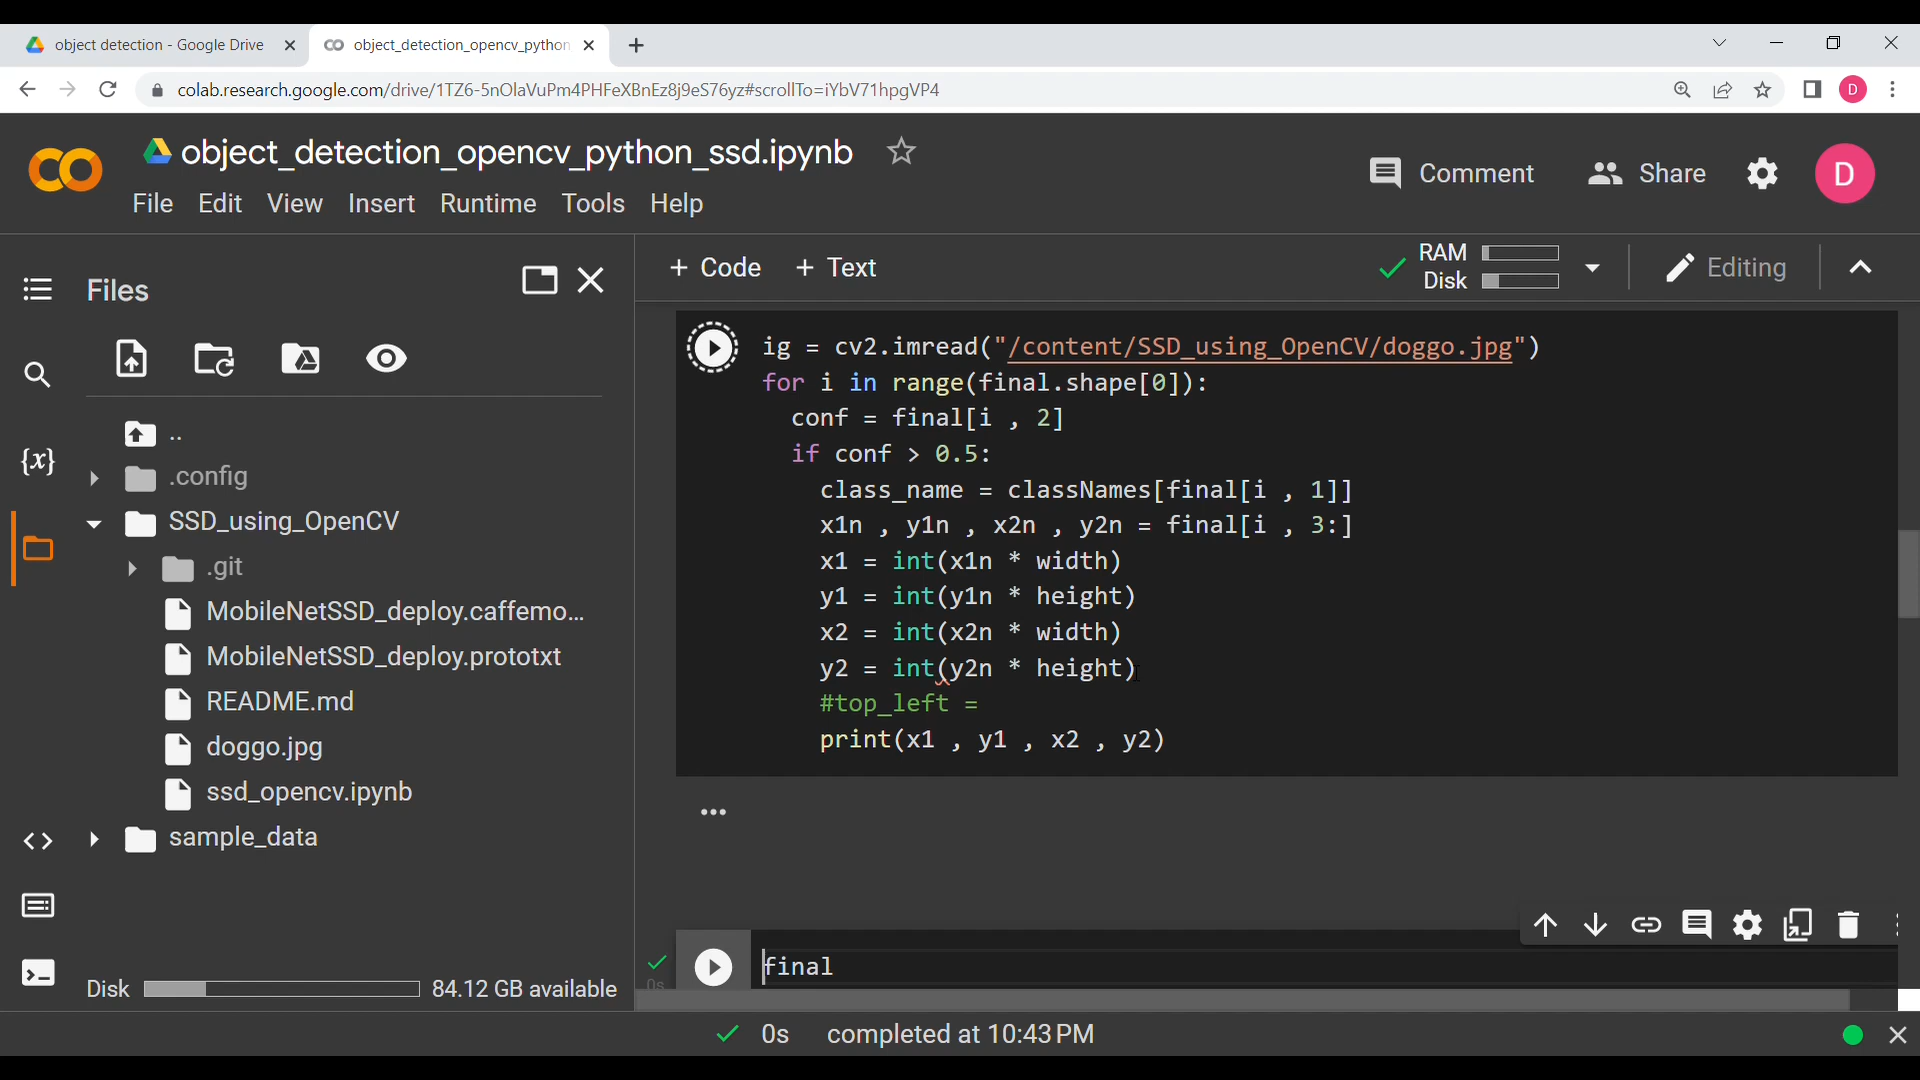 object detection - Google Drive
object_detection_opencv_python
colab.research.google.com/drive/1TZ6-5nOlaVuPm4PHFeXBnEz8j9eS76yz#scrollTo=iYbV71hpgVP4
D
object_detection_opencv_python_ssd.ipynb
File Edit View Insert Runtime Tools Help
Comment
Share
D
Files
+ Code + Text
RAM
Disk
Editing
..
.config
SSD_using_OpenCV
.git
MobileNetSSD_deploy.caffemo...
MobileNetSSD_deploy.prototxt
README.md
doggo.jpg
ssd_opencv.ipynb
sample_data
Disk
84.12 GB available
{x}
ig = cv2.imread("/content/SSD_using_OpenCV/doggo.jpg")
for i in range(final.shape[0]):
conf = final[i , 2]
if conf > 0.5:
class_name = classNames[final[i , 1]]
x1n , y1n , x2n , y2n = final[i , 3:]
x1 = int(x1n * width)
y1 = int(y1n * height)
x2 = int(x2n * width)
y2 = int(y2n * height)
#top_left =
print(x1 , y1 , x2 , y2)
final
0s
0s completed at 10:43 PM